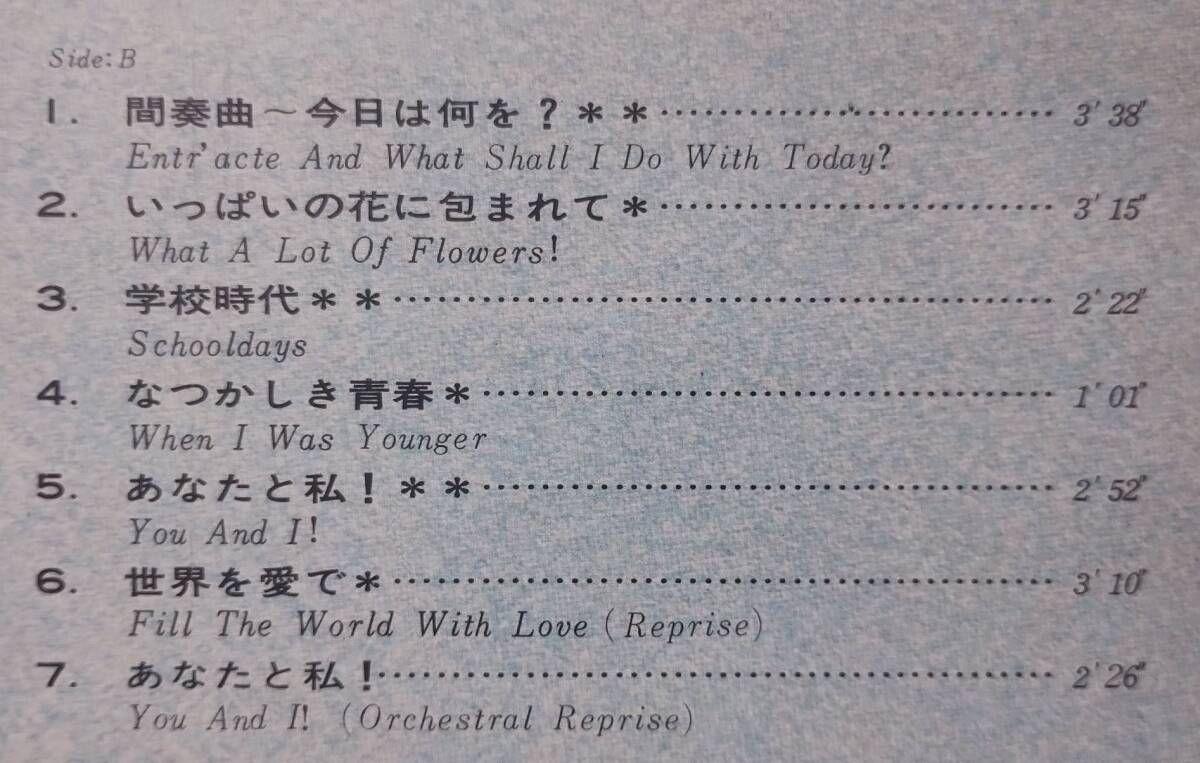 Side: B
1. 間奏曲～今日は何を？＊＊ 3' 38"
Entr'acte And What Shall I Do With Today?
2. いっぱいの花に包まれて＊ 3' 15"
What A Lot Of Flowers!
3. 学校時代＊＊ 2' 22"
Schooldays
4. なつかしき青春＊ 1' 01"
When I Was Younger
5. あなたと私！＊＊ 2' 52"
You And I!
6. 世界を愛で＊ 3' 10"
Fill The World With Love (Reprise)
7. あなたと私！ 2' 26"
You And I! (Orchestral Reprise)